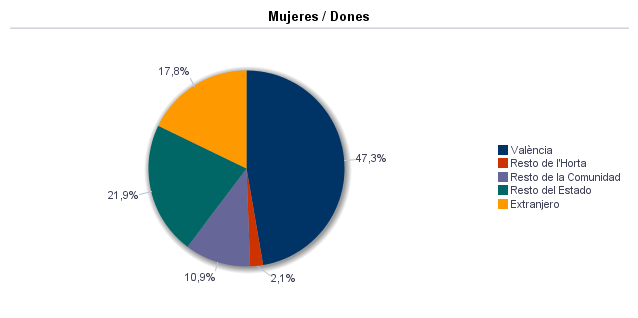 Mujeres / Dones
17,8%
47,3%
21,9%
10,9%
2,1%
València
Resto de l'Horta
Resto de la Comunidad
Resto del Estado
Extranjero